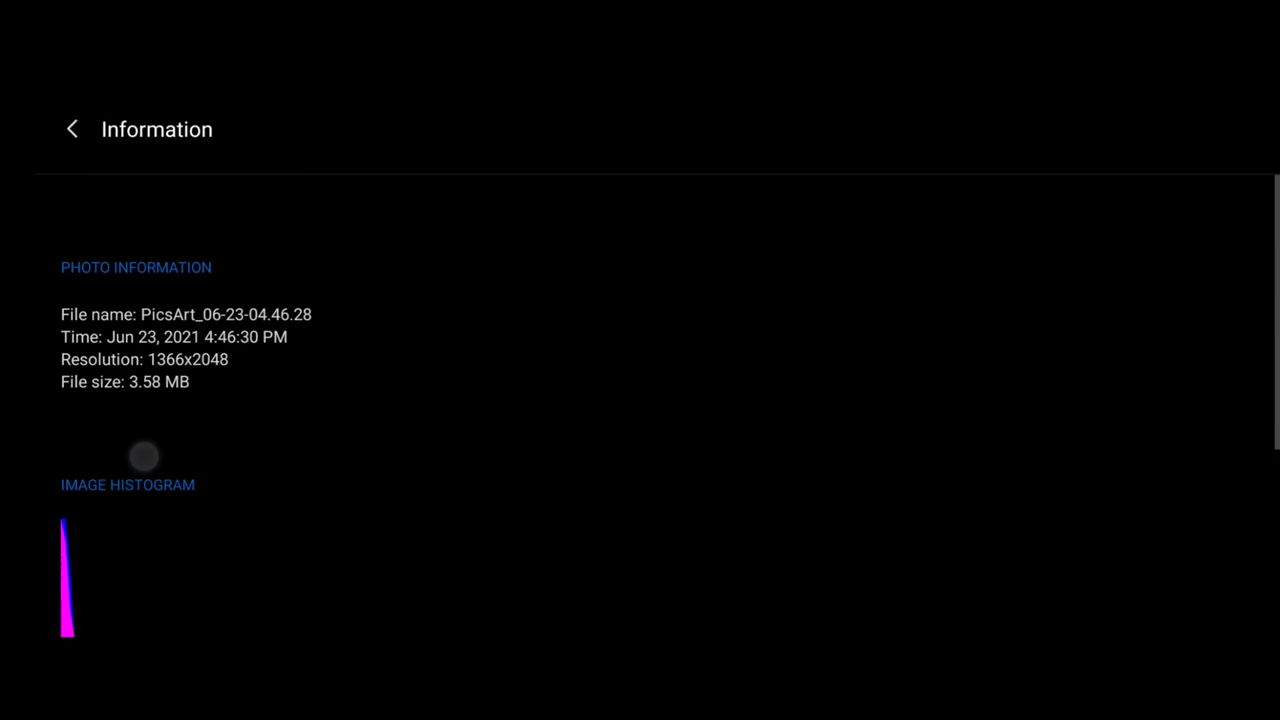 Information
PHOTO INFORMATION
File name: PicsArt_06-23-04.46.28
Time: Jun 23, 2021 4:46:30 PM
Resolution: 1366x2048
File size: 3.58 MB
IMAGE HISTOGRAM